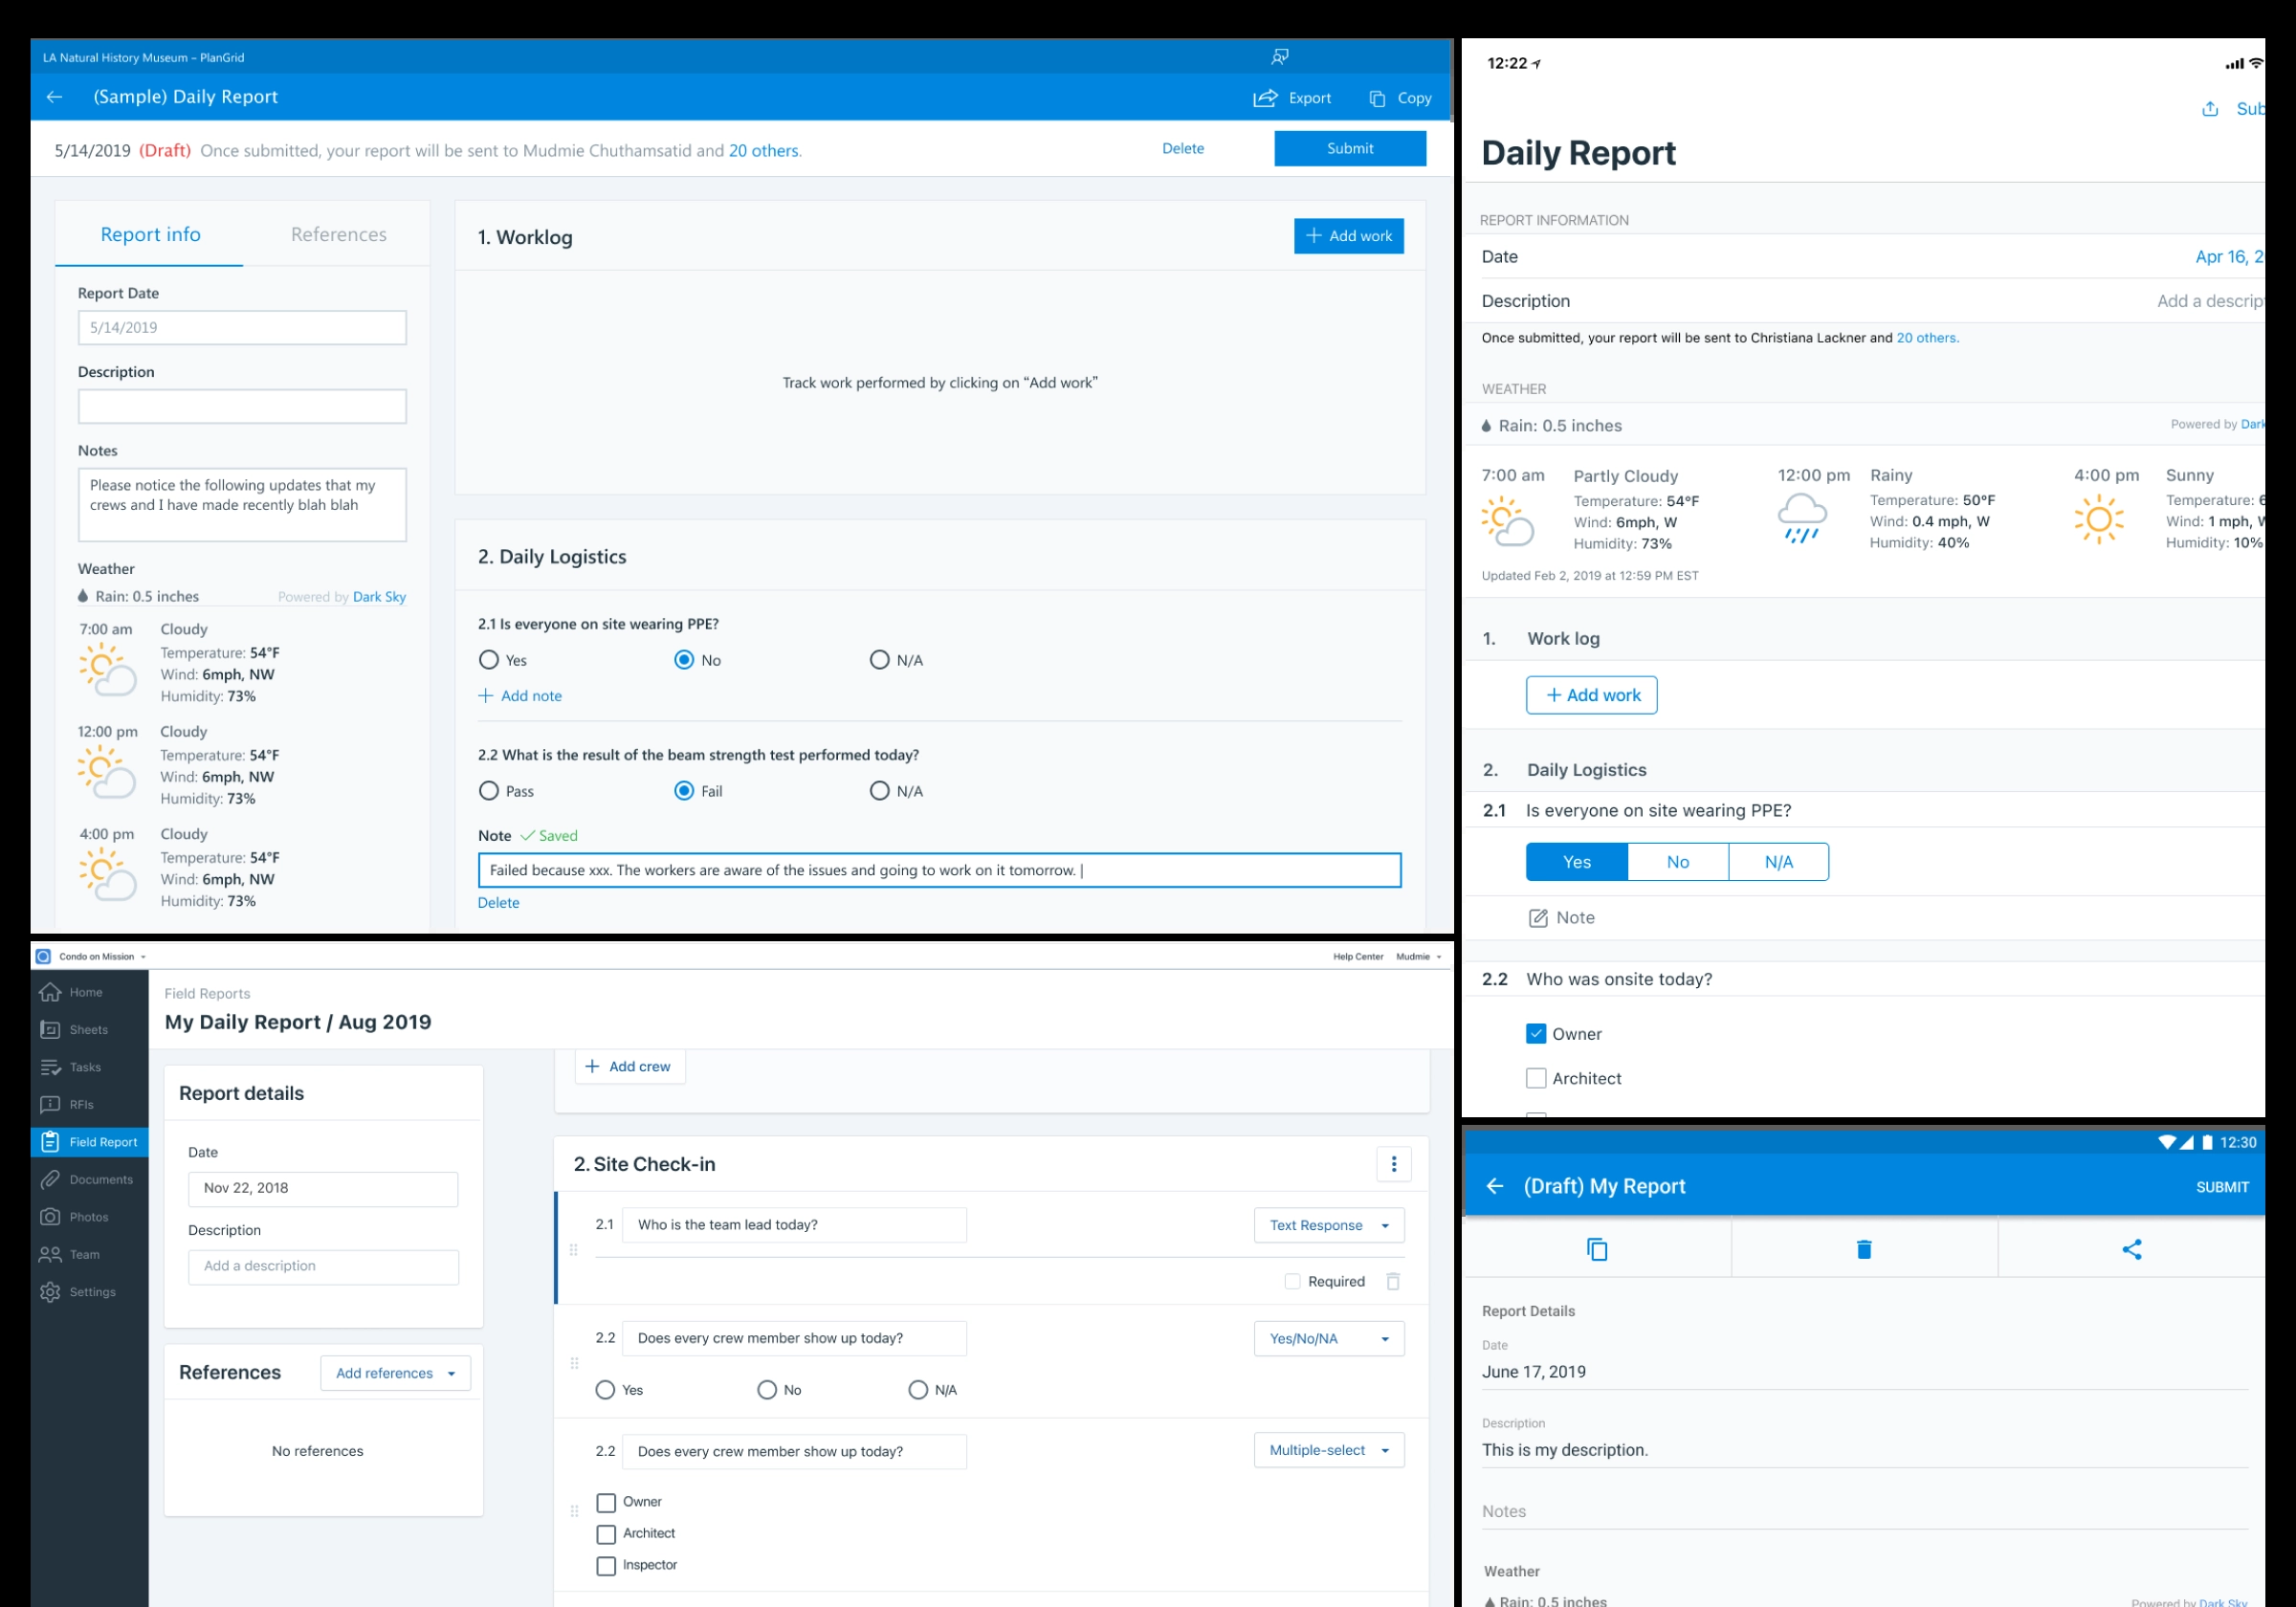 LA Natural History Museum – PlanGrid
(Sample) Daily Report
Export
Copy
5/14/2019 (Draft) Once submitted, your report will be sent to Mudmie Chuthamsatid and 20 others.
Delete
Submit
Report info
References
Report Date
5/14/2019
Description
Notes
Please notice the following updates that my
crews and I have made recently blah blah
Weather
Rain: 0.5 inches
Powered by Dark Sky
7:00 am
Cloudy
Temperature: 54°F
Wind: 6mph, NW
Humidity: 73%
12:00 pm
Cloudy
Temperature: 54°F
Wind: 6mph, NW
Humidity: 73%
4:00 pm
Cloudy
Temperature: 54°F
Wind: 6mph, NW
Humidity: 73%
1. Worklog
+ Add work
Track work performed by clicking on “Add work”
2. Daily Logistics
2.1 Is everyone on site wearing PPE?
Yes
No
N/A
+ Add note
2.2 What is the result of the beam strength test performed today?
Pass
Fail
N/A
Note ✓ Saved
Failed because xxx. The workers are aware of the issues and going to work on it tomorrow. |
Delete
12:22
Sub
Daily Report
REPORT INFORMATION
Date
Apr 16, 2
Description
Add a descrip
Once submitted, your report will be sent to Christiana Lackner and 20 others.
WEATHER
Rain: 0.5 inches
Powered by Dark
7:00 am
Partly Cloudy
Temperature: 54°F
Wind: 6mph, W
Humidity: 73%
12:00 pm
Rainy
Temperature: 50°F
Wind: 0.4 mph, W
Humidity: 40%
4:00 pm
Sunny
Temperature: 6
Wind: 1 mph, W
Humidity: 10%
Updated Feb 2, 2019 at 12:59 PM EST
1. Work log
+ Add work
2. Daily Logistics
2.1 Is everyone on site wearing PPE?
Yes
No
N/A
Note
2.2 Who was onsite today?
Owner
Architect
Condo on Mission
Help Center
Mudmie
Home
Sheets
Tasks
RFIs
Field Report
Documents
Photos
Team
Settings
Field Reports
My Daily Report / Aug 2019
Report details
Date
Nov 22, 2018
Description
Add a description
References
Add references
No references
+ Add crew
2. Site Check-in
2.1 Who is the team lead today?
Text Response
Required
2.2 Does every crew member show up today?
Yes/No/NA
Yes
No
N/A
2.2 Does every crew member show up today?
Multiple-select
Owner
Architect
Inspector
12:30
(Draft) My Report
SUBMIT
Report Details
Date
June 17, 2019
Description
This is my description.
Notes
Weather
Rain: 0.5 inches
Powered by Dark Sky